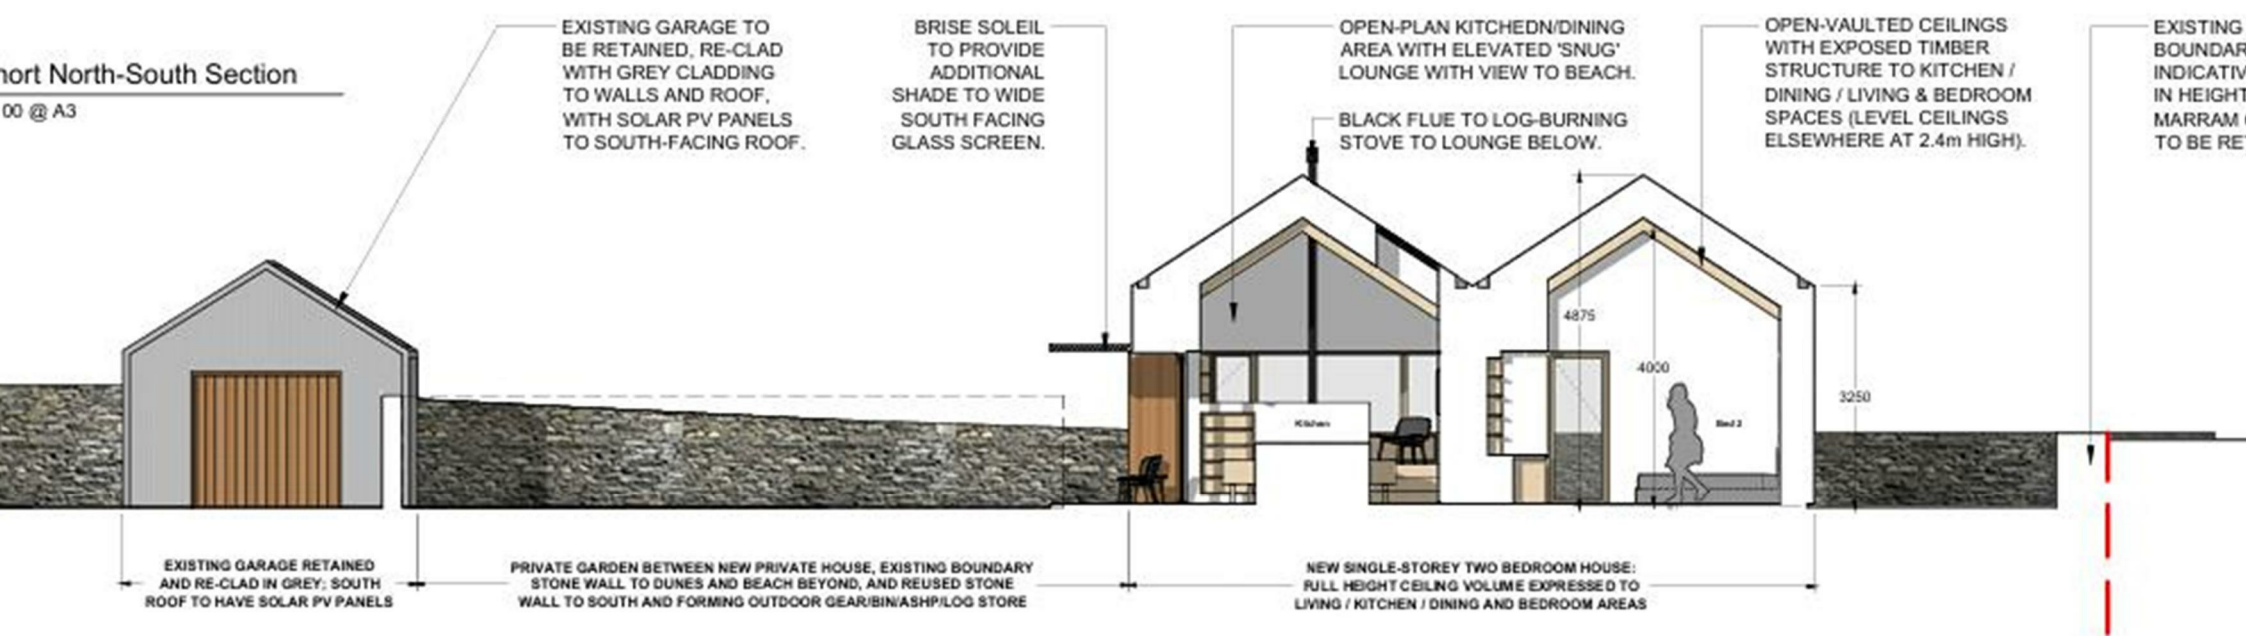 hort North-South Section
00 @ A3
EXISTING GARAGE TO
BE RETAINED, RE-CLAD
WITH GREY CLADDING
TO WALLS AND ROOF,
WITH SOLAR PV PANELS
TO SOUTH-FACING ROOF.
BRISE SOLEIL
TO PROVIDE
ADDITIONAL
SHADE TO WIDE
SOUTH FACING
GLASS SCREEN.
OPEN-PLAN KITCHEDN/DINING
AREA WITH ELEVATED 'SNUG'
LOUNGE WITH VIEW TO BEACH.
BLACK FLUE TO LOG-BURNING
STOVE TO LOUNGE BELOW.
OPEN-VAULTED CEILINGS
WITH EXPOSED TIMBER
STRUCTURE TO KITCHEN /
DINING / LIVING & BEDROOM
SPACES (LEVEL CEILINGS
ELSEWHERE AT 2.4m HIGH).
EXISTING
BOUNDAR
INDICATIV
IN HEIGHT
MARRAM
TO BE RE
4875
4000
3250
Kitchen
Bed 2
EXISTING GARAGE RETAINED
AND RE-CLAD IN GREY; SOUTH
ROOF TO HAVE SOLAR PV PANELS
PRIVATE GARDEN BETWEEN NEW PRIVATE HOUSE, EXISTING BOUNDARY
STONE WALL TO DUNES AND BEACH BEYOND, AND REUSED STONE
WALL TO SOUTH AND FORMING OUTDOOR GEAR/BIN/ASHP/LOG STORE
NEW SINGLE-STOREY TWO BEDROOM HOUSE:
FULL HEIGHT CEILING VOLUME EXPRESSED TO
LIVING / KITCHEN / DINING AND BEDROOM AREAS